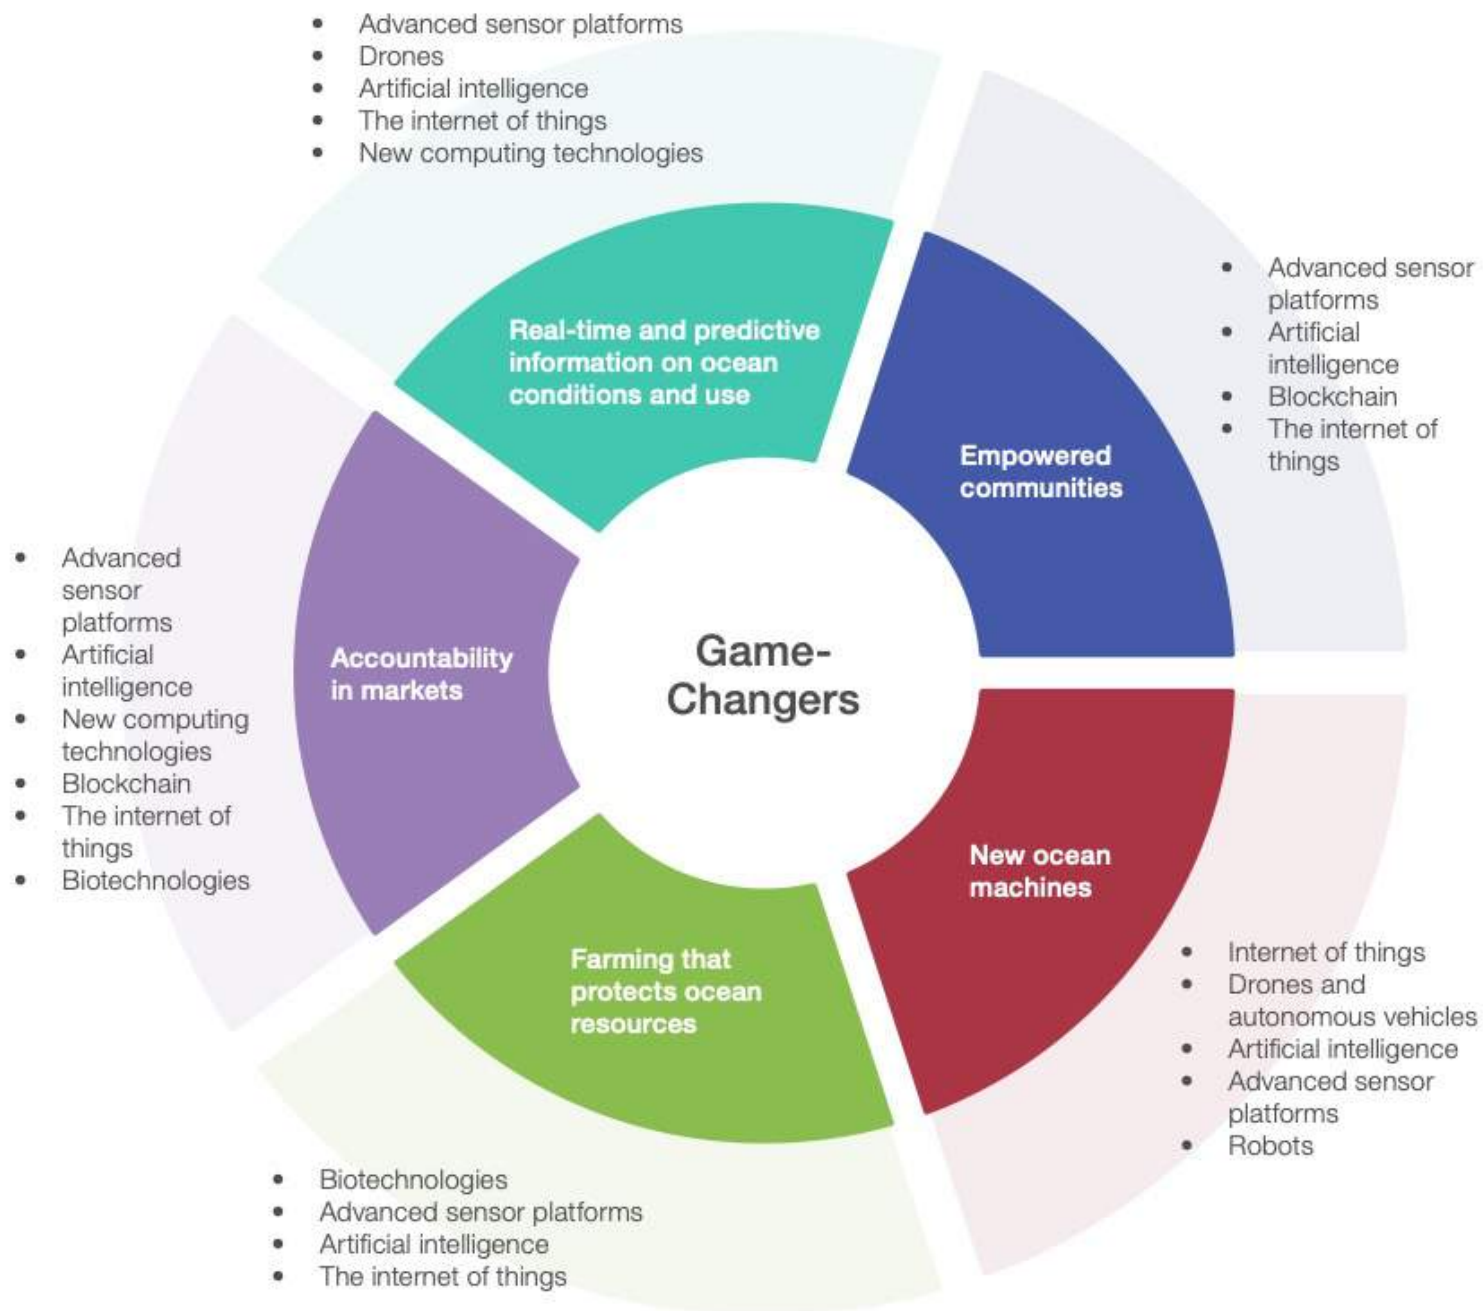 • Advanced sensor platforms
• Drones
• Artificial intelligence
• The internet of things
• New computing technologies
Real-time and predictive
information on ocean
conditions and use
Empowered
communities
• Advanced sensor
platforms
• Artificial
intelligence
• Blockchain
• The internet of
things
Game-
Changers
Accountability
in markets
• Advanced
sensor
platforms
• Artificial
intelligence
• New computing
technologies
• Blockchain
• The internet of
things
• Biotechnologies
New ocean
machines
• Internet of things
• Drones and
autonomous vehicles
• Artificial intelligence
• Advanced sensor
platforms
• Robots
Farming that
protects ocean
resources
• Biotechnologies
• Advanced sensor platforms
• Artificial intelligence
• The internet of things